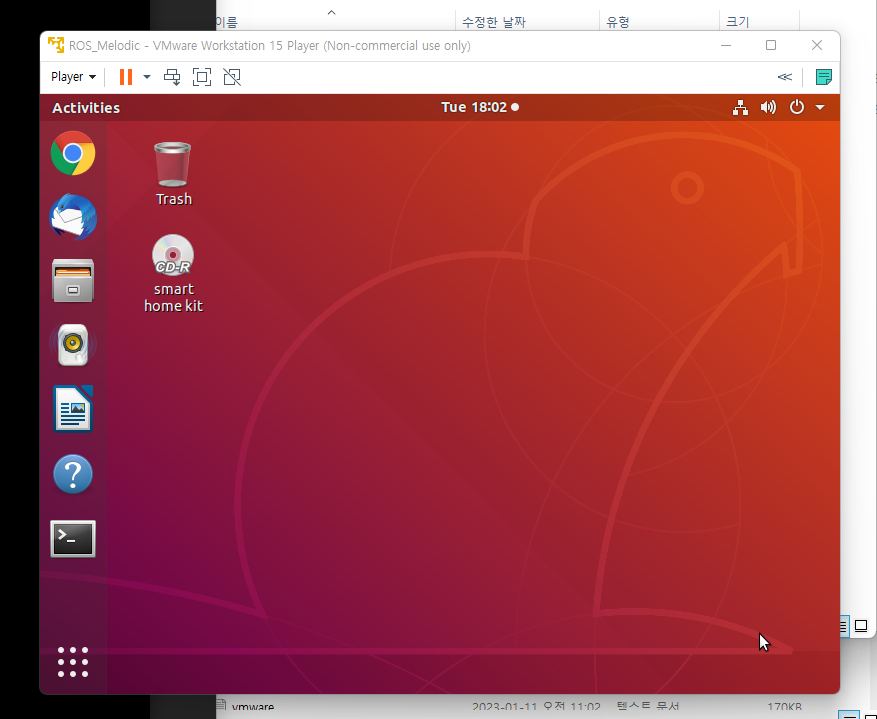 이름
수정한 날짜
유형
크기
ROS_Melodic - VMware Workstation 15 Player (Non-commercial use only)
Player
Activities
Tue 18:02
Trash
CD-R
smart
home kit
vmware
2023-01-11 오전 11:02
텍스트 문서
170KB